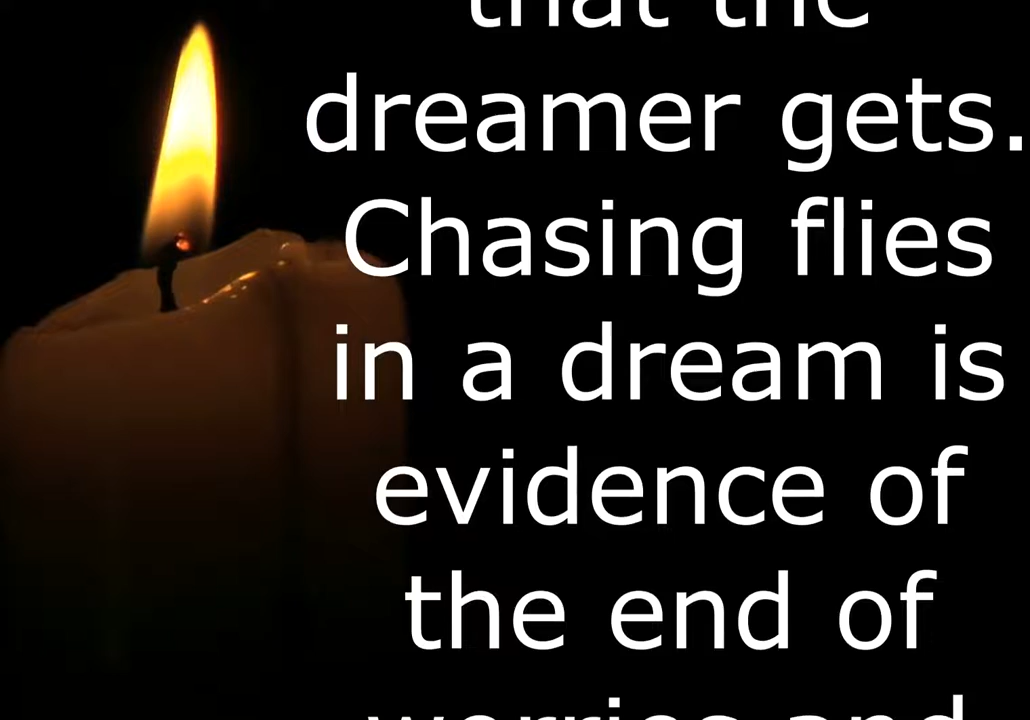 that the
dreamer gets.
Chasing flies
in a dream is
evidence of
the end of
worries and